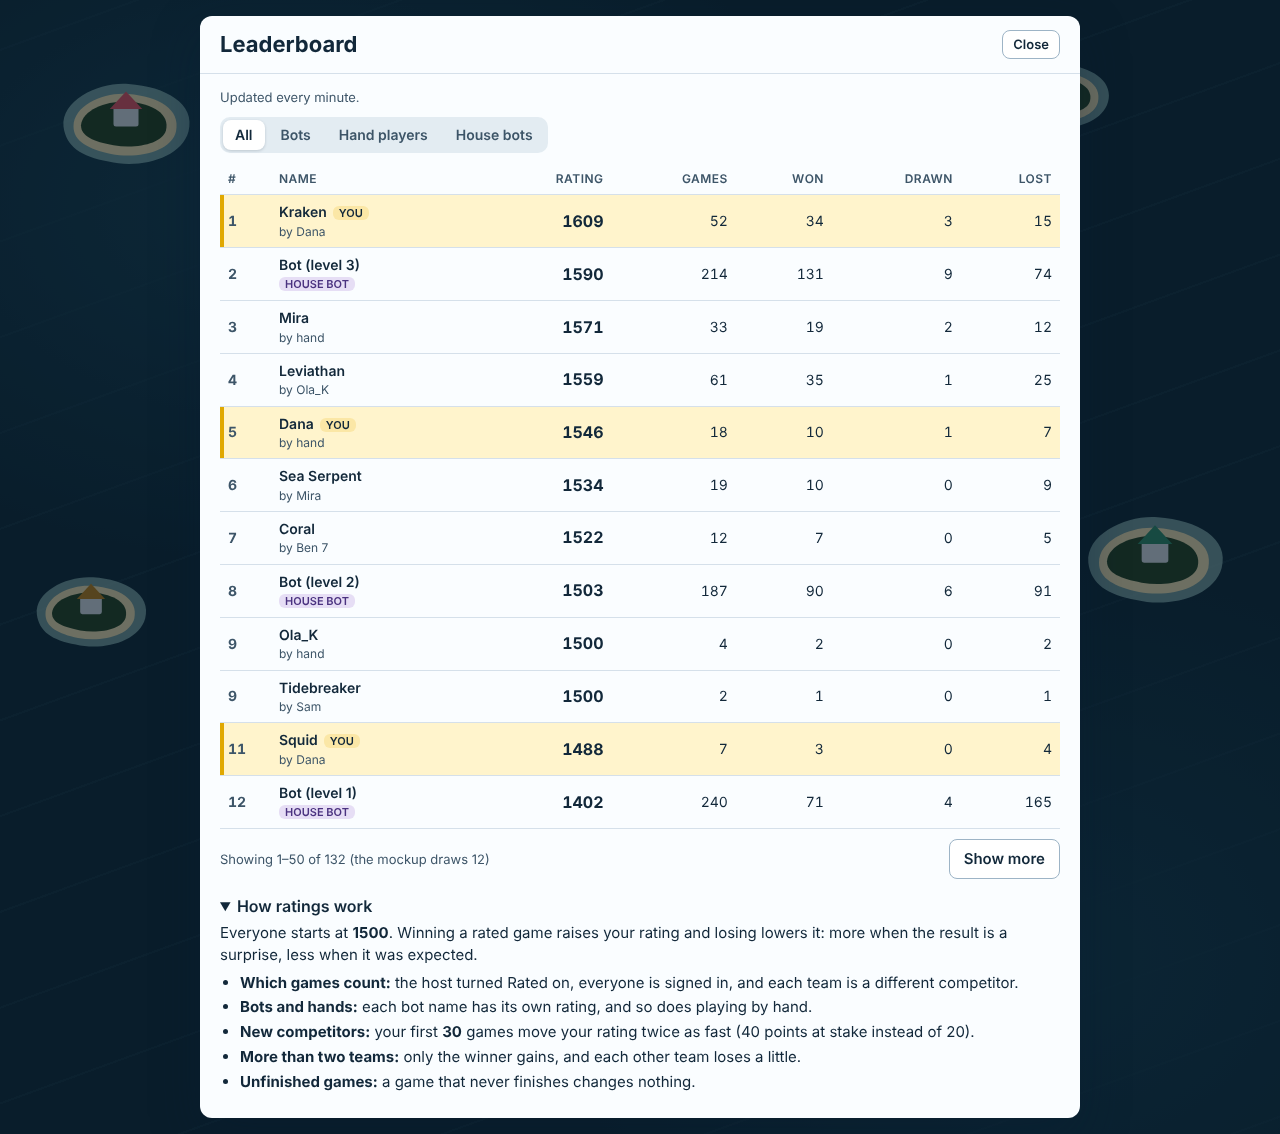 Leaderboard
Close
Updated every minute.
All Bots Hand players House bots
# NAME RATING GAMES WON DRAWN LOST
1 Kraken YOU 1609 52 34 3 15
by Dana
2 Bot (level 3) 1590 214 131 9 74
HOUSE BOT
3 Mira 1571 33 19 2 12
by hand
4 Leviathan 1559 61 35 1 25
by Ola_K
5 Dana YOU 1546 18 10 1 7
by hand
6 Sea Serpent 1534 19 10 0 9
by Mira
7 Coral 1522 12 7 0 5
by Ben 7
8 Bot (level 2) 1503 187 90 6 91
HOUSE BOT
9 Ola_K 1500 4 2 0 2
by hand
9 Tidebreaker 1500 2 1 0 1
by Sam
11 Squid YOU 1488 7 3 0 4
by Dana
12 Bot (level 1) 1402 240 71 4 165
HOUSE BOT
Showing 1–50 of 132 (the mockup draws 12)
Show more
▼ How ratings work
Everyone starts at 1500. Winning a rated game raises your rating and losing lowers it: more when the result is a
surprise, less when it was expected.
• Which games count: the host turned Rated on, everyone is signed in, and each team is a different competitor.
• Bots and hands: each bot name has its own rating, and so does playing by hand.
• New competitors: your first 30 games move your rating twice as fast (40 points at stake instead of 20).
• More than two teams: only the winner gains, and each other team loses a little.
• Unfinished games: a game that never finishes changes nothing.